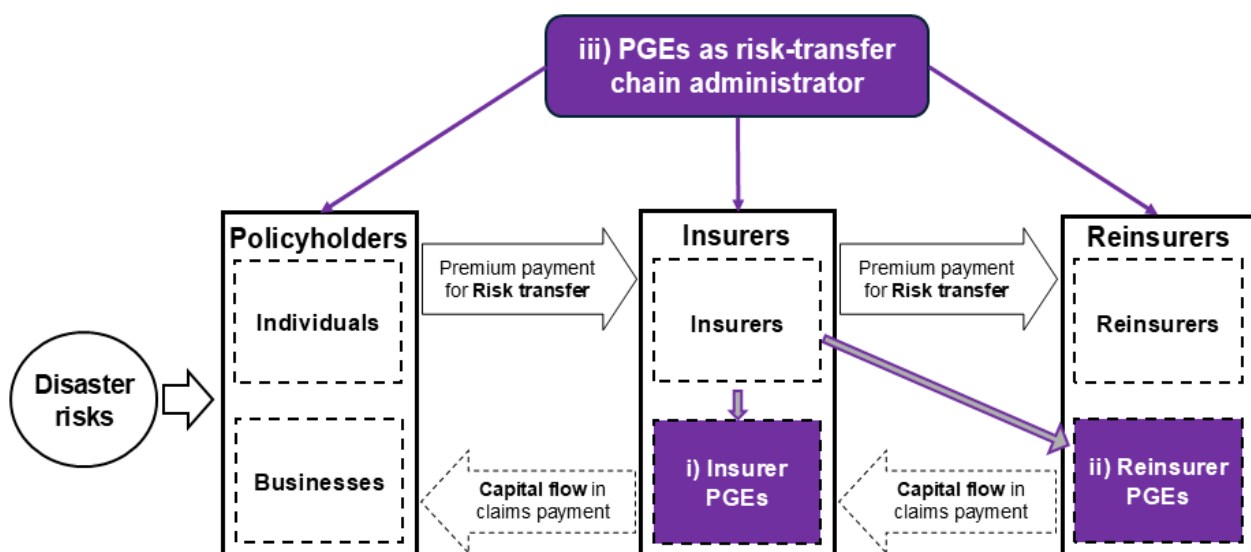 iii) PGEs as risk-transfer
chain administrator
Policyholders
Individuals
Businesses
Disaster
risks
Premium payment
for Risk transfer
Capital flow in
claims payment
Insurers
Insurers
i) Insurer
PGEs
Premium payment
for Risk transfer
Capital flow in
claims payment
Reinsurers
Reinsurers
ii) Reinsurer
PGEs